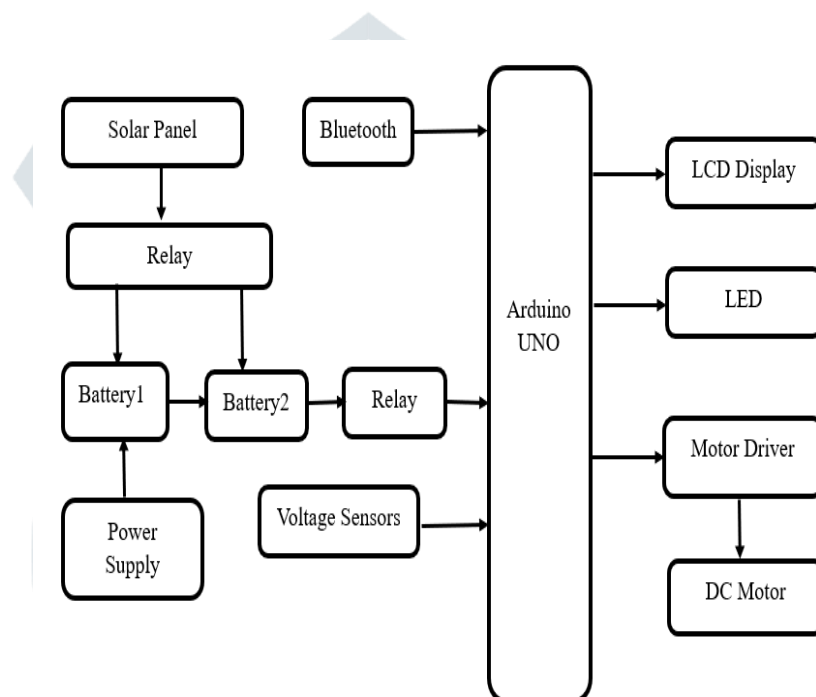 Solar Panel
Bluetooth
LCD Display
Relay
LED
Arduino
UNO
Battery1
Battery2
Relay
Motor Driver
Voltage Sensors
Power
Supply
DC Motor